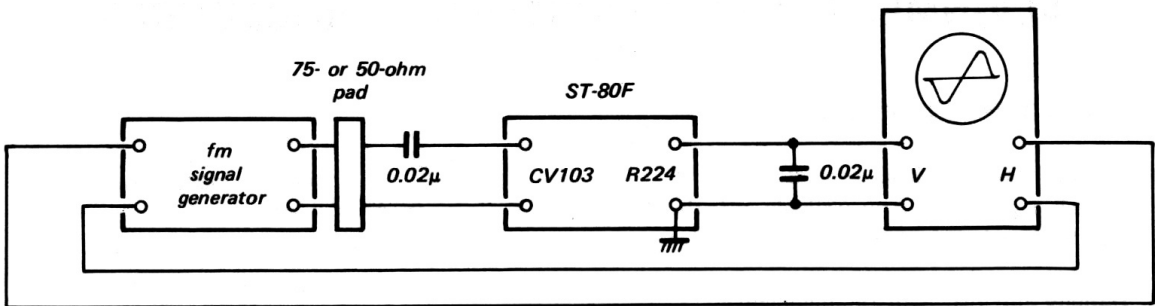 75- or 50-ohm
pad
ST-80F
fm
signal
generator
0.02μ
CV103
R224
0.02μ
V
H